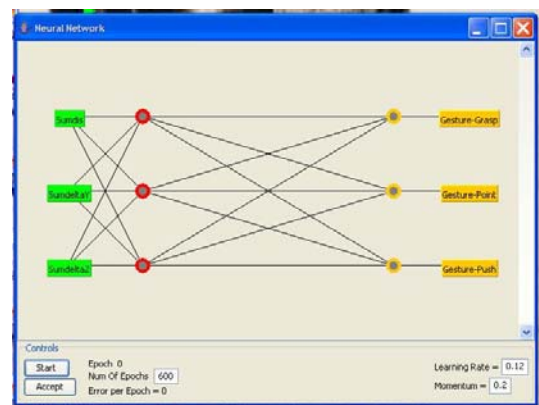 Neural Network
Sumdis
Gesture-Grasp
SumdeltaY
Gesture-Point
SumdeltaZ
Gesture-Push
Controls
Start
Accept
Epoch 0
Num Of Epochs 600
Error per Epoch = 0
Learning Rate = 0.12
Momentum = 0.2